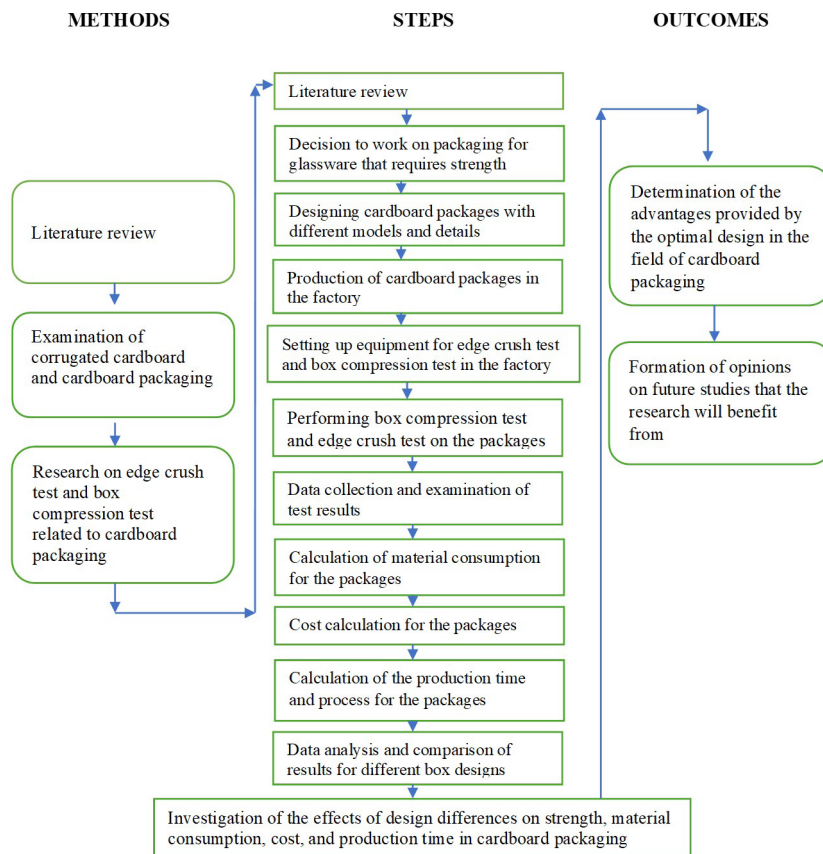 METHODS
STEPS
OUTCOMES
Literature review
Examination of
corrugated cardboard
and cardboard packaging
Research on edge crush
test and box
compression test
related to cardboard
packaging
Literature review
Decision to work on packaging for
glassware that requires strength
Designing cardboard packages with
different models and details
Production of cardboard packages in
the factory
Setting up equipment for edge crush test
and box compression test in the factory
Performing box compression test
and edge crush test on the packages
Data collection and examination of
test results
Calculation of material consumption
for the packages
Cost calculation for the packages
Calculation of the production time
and process for the packages
Data analysis and comparison of
results for different box designs
Investigation of the effects of design differences on strength, material
consumption, cost, and production time in cardboard packaging
Determination of the
advantages provided by
the optimal design in the
field of cardboard
packaging
Formation of opinions
on future studies that the
research will benefit
from